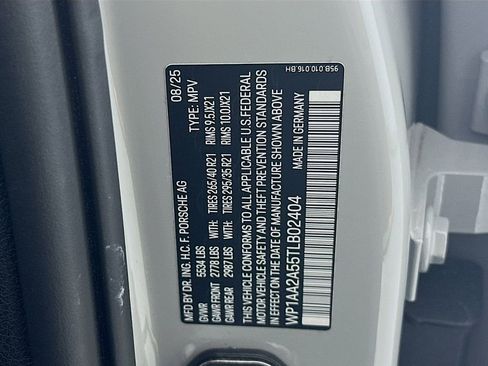 95B.010.016.BH
MFD BY: DR. ING. H.C. F. PORSCHE AG 08/25
GVWR 5634 LBS TYPE: MPV
GAWR FRONT 2778 LBS WITH: TIRES 265/40 R21 RIMS 9.5JX21
GAWR REAR 2997 LBS WITH: TIRES 295/35 R21 RIMS 10.0JX21
THIS VEHICLE CONFORMS TO ALL APPLICABLE U.S. FEDERAL
MOTOR VEHICLE SAFETY AND THEFT PREVENTION STANDARDS
IN EFFECT ON THE DATE OF MANUFACTURE SHOWN ABOVE
WP1AA2A55TLB02404 MADE IN GERMANY